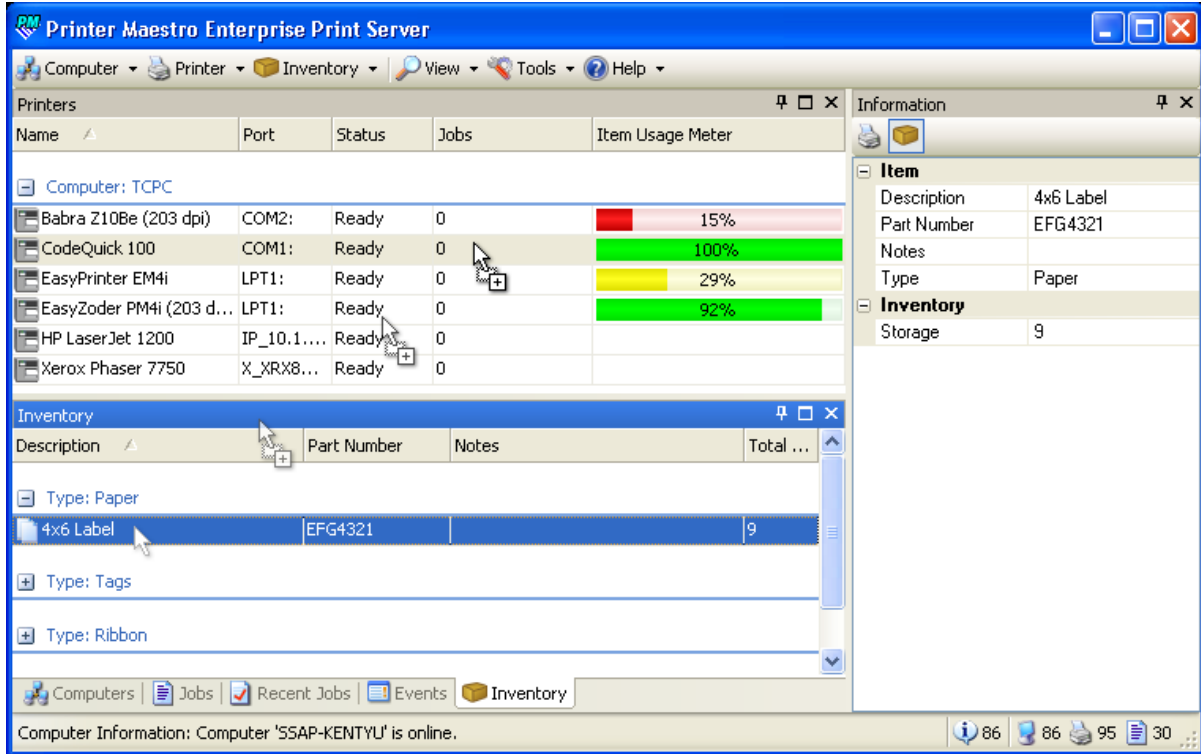 Printer Maestro Enterprise Print Server
Computer Printer Inventory View Tools Help
Printers
Name Port Status Jobs Item Usage Meter
Computer: TCPC
Babra Z10Be (203 dpi) COM2: Ready 0 15%
CodeQuick 100 COM1: Ready 0 100%
EasyPrinter EM4i LPT1: Ready 0 29%
EasyZoder PM4i (203 d... LPT1: Ready 0 92%
HP LaserJet 1200 IP_10.1.... Ready 0
Xerox Phaser 7750 X_XRX8... Ready 0
Inventory
Description Part Number Notes Total ...
Type: Paper
4x6 Label EFG4321 9
Type: Tags
Type: Ribbon
Computers Jobs Recent Jobs Events Inventory
Information
Item
Description 4x6 Label
Part Number EFG4321
Notes
Type Paper
Inventory
Storage 9
Computer Information: Computer 'SSAP-KENTYU' is online. 86 86 95 30